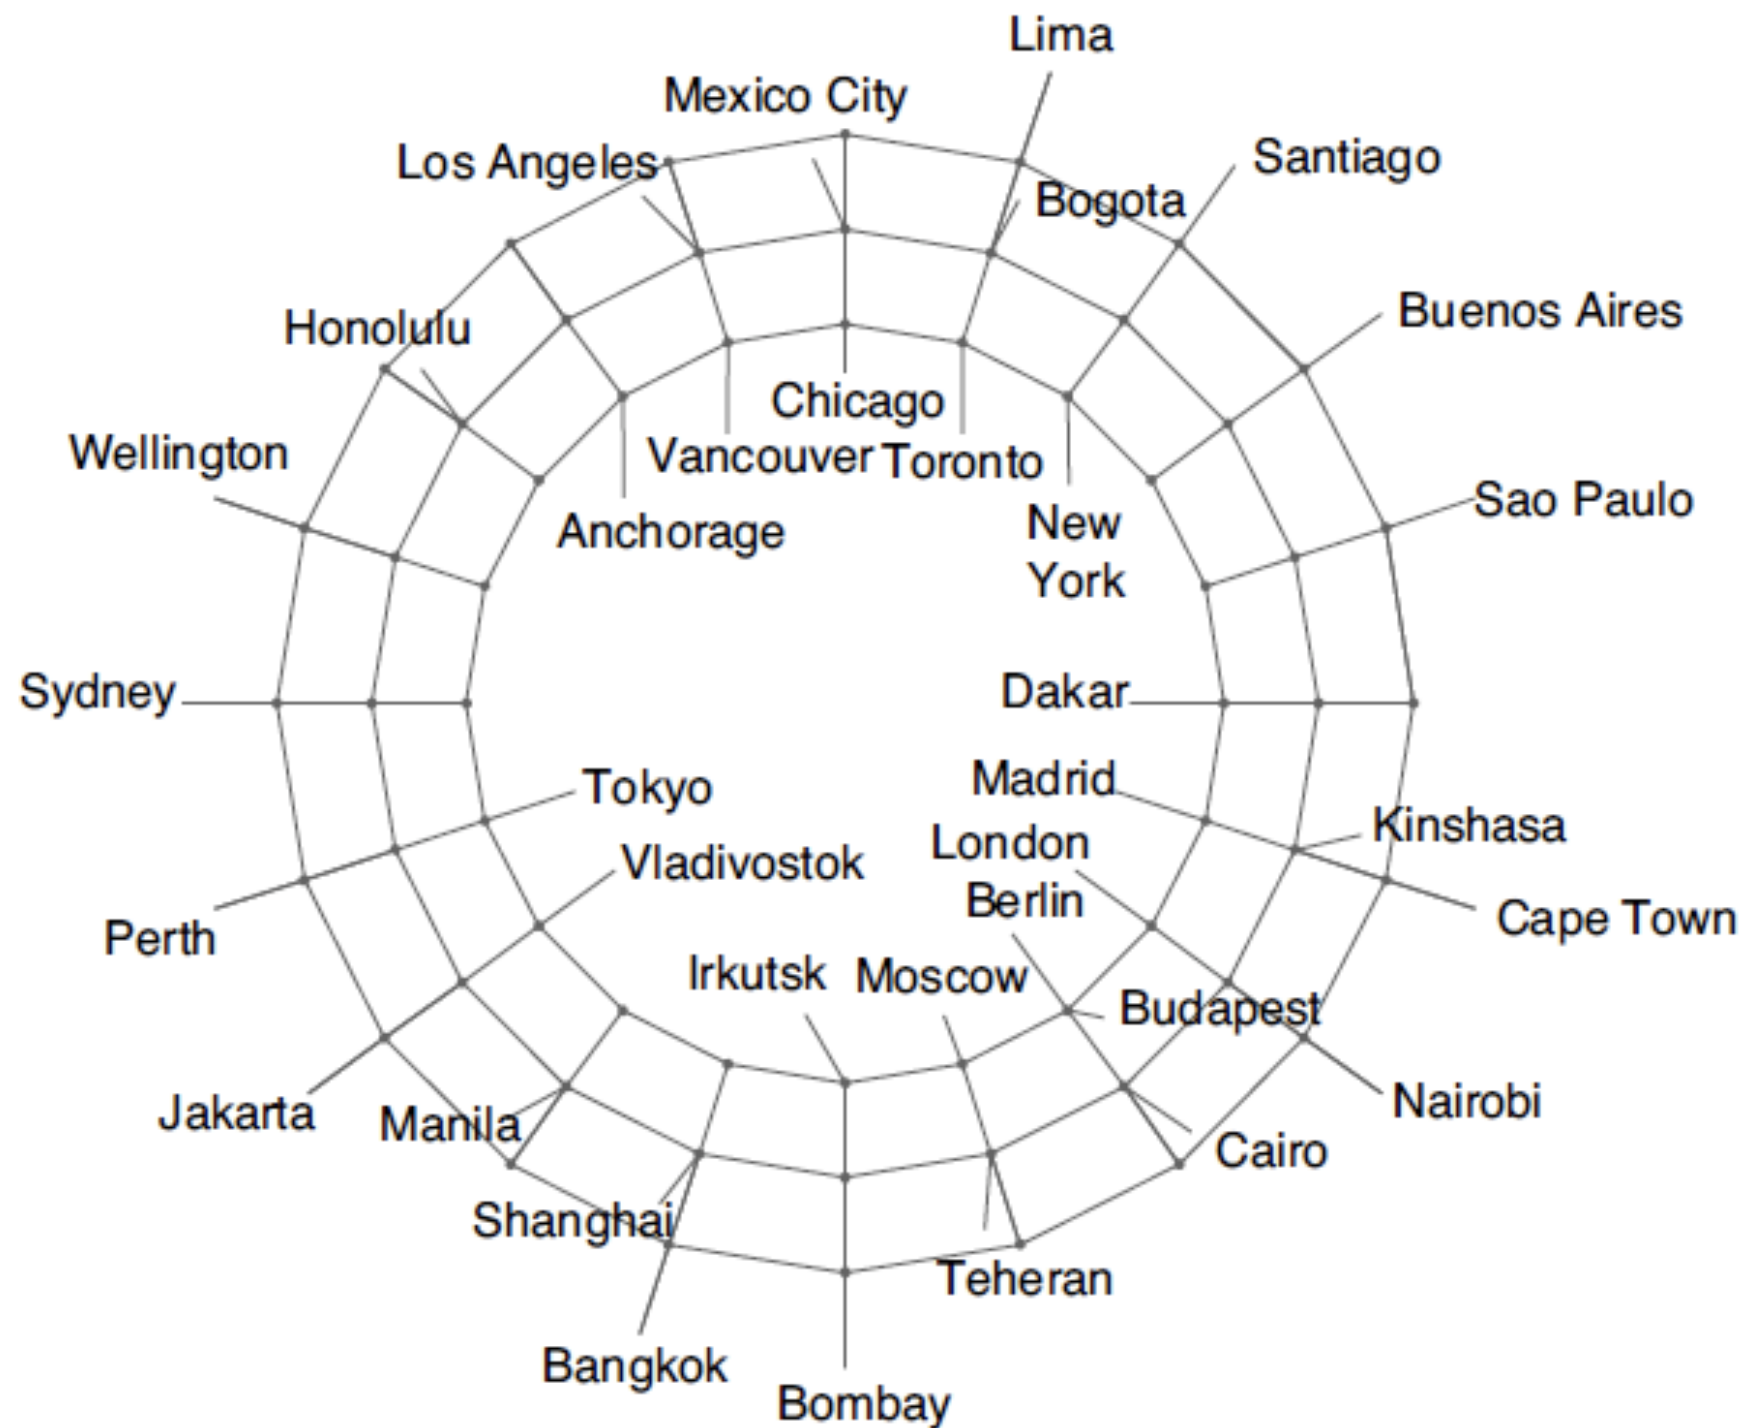 Lima
Mexico City
Santiago
Los Angeles
Bogota
Buenos Aires
Honolulu
Chicago
Wellington
Vancouver
Toronto
Sao Paulo
Anchorage
New
York
Sydney
Dakar
Madrid
Tokyo
Kinshasa
London
Vladivostok
Berlin
Cape Town
Perth
Irkutsk
Moscow
Budapest
Nairobi
Jakarta
Manila
Cairo
Shanghai
Teheran
Bangkok
Bombay